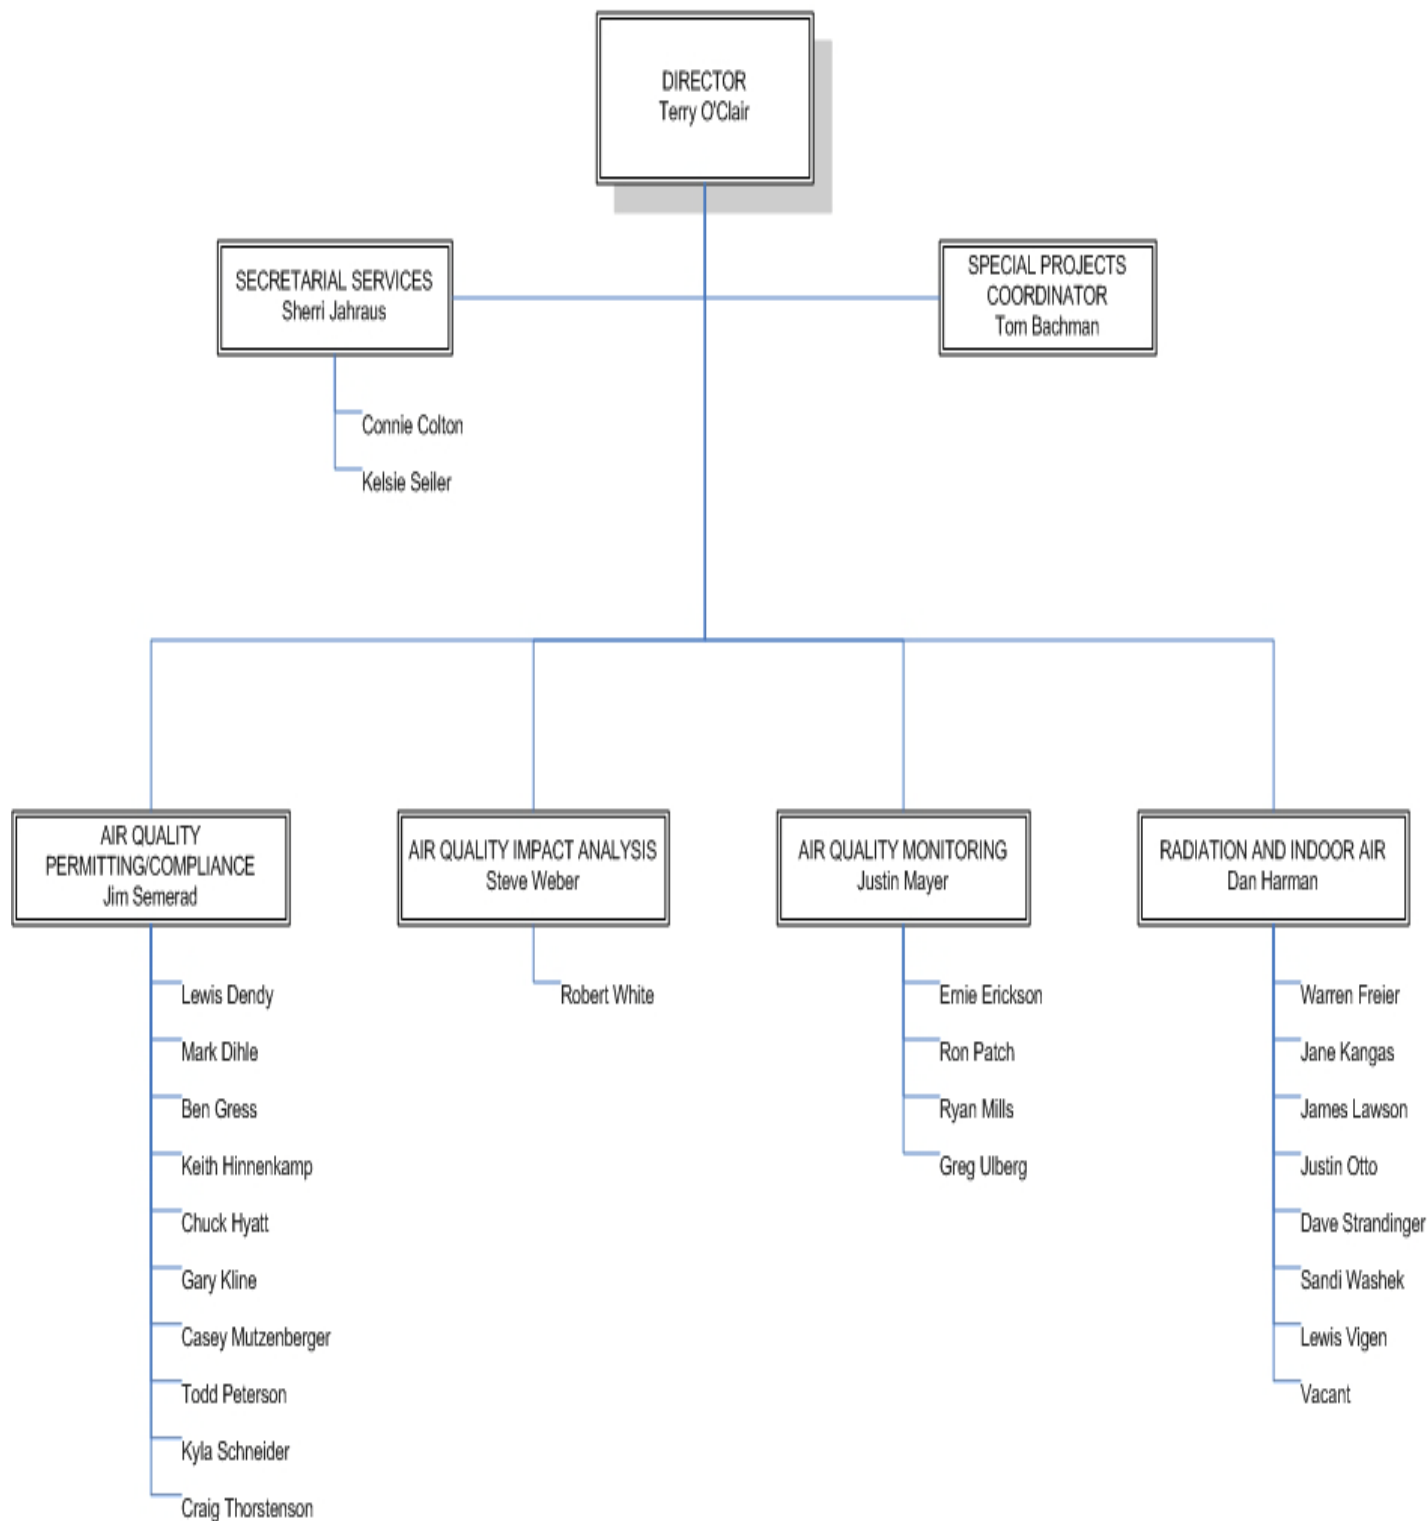 DIRECTOR
Terry O'Clair
SECRETARIAL SERVICES
Sherri Jahraus
Connie Colton
Kelsie Seiler
SPECIAL PROJECTS
COORDINATOR
Tom Bachman
AIR QUALITY
PERMITTING/COMPLIANCE
Jim Semerad
Lewis Dendy
Mark Dihle
Ben Gress
Keith Hinnenkamp
Chuck Hyatt
Gary Kline
Casey Mutzenberger
Todd Peterson
Kyla Schneider
Craig Thorstenson
AIR QUALITY IMPACT ANALYSIS
Steve Weber
Robert White
AIR QUALITY MONITORING
Justin Mayer
Ernie Erickson
Ron Patch
Ryan Mills
Greg Ulberg
RADIATION AND INDOOR AIR
Dan Harman
Warren Freier
Jane Kangas
James Lawson
Justin Otto
Dave Strandinger
Sandi Washek
Lewis Vigen
Vacant